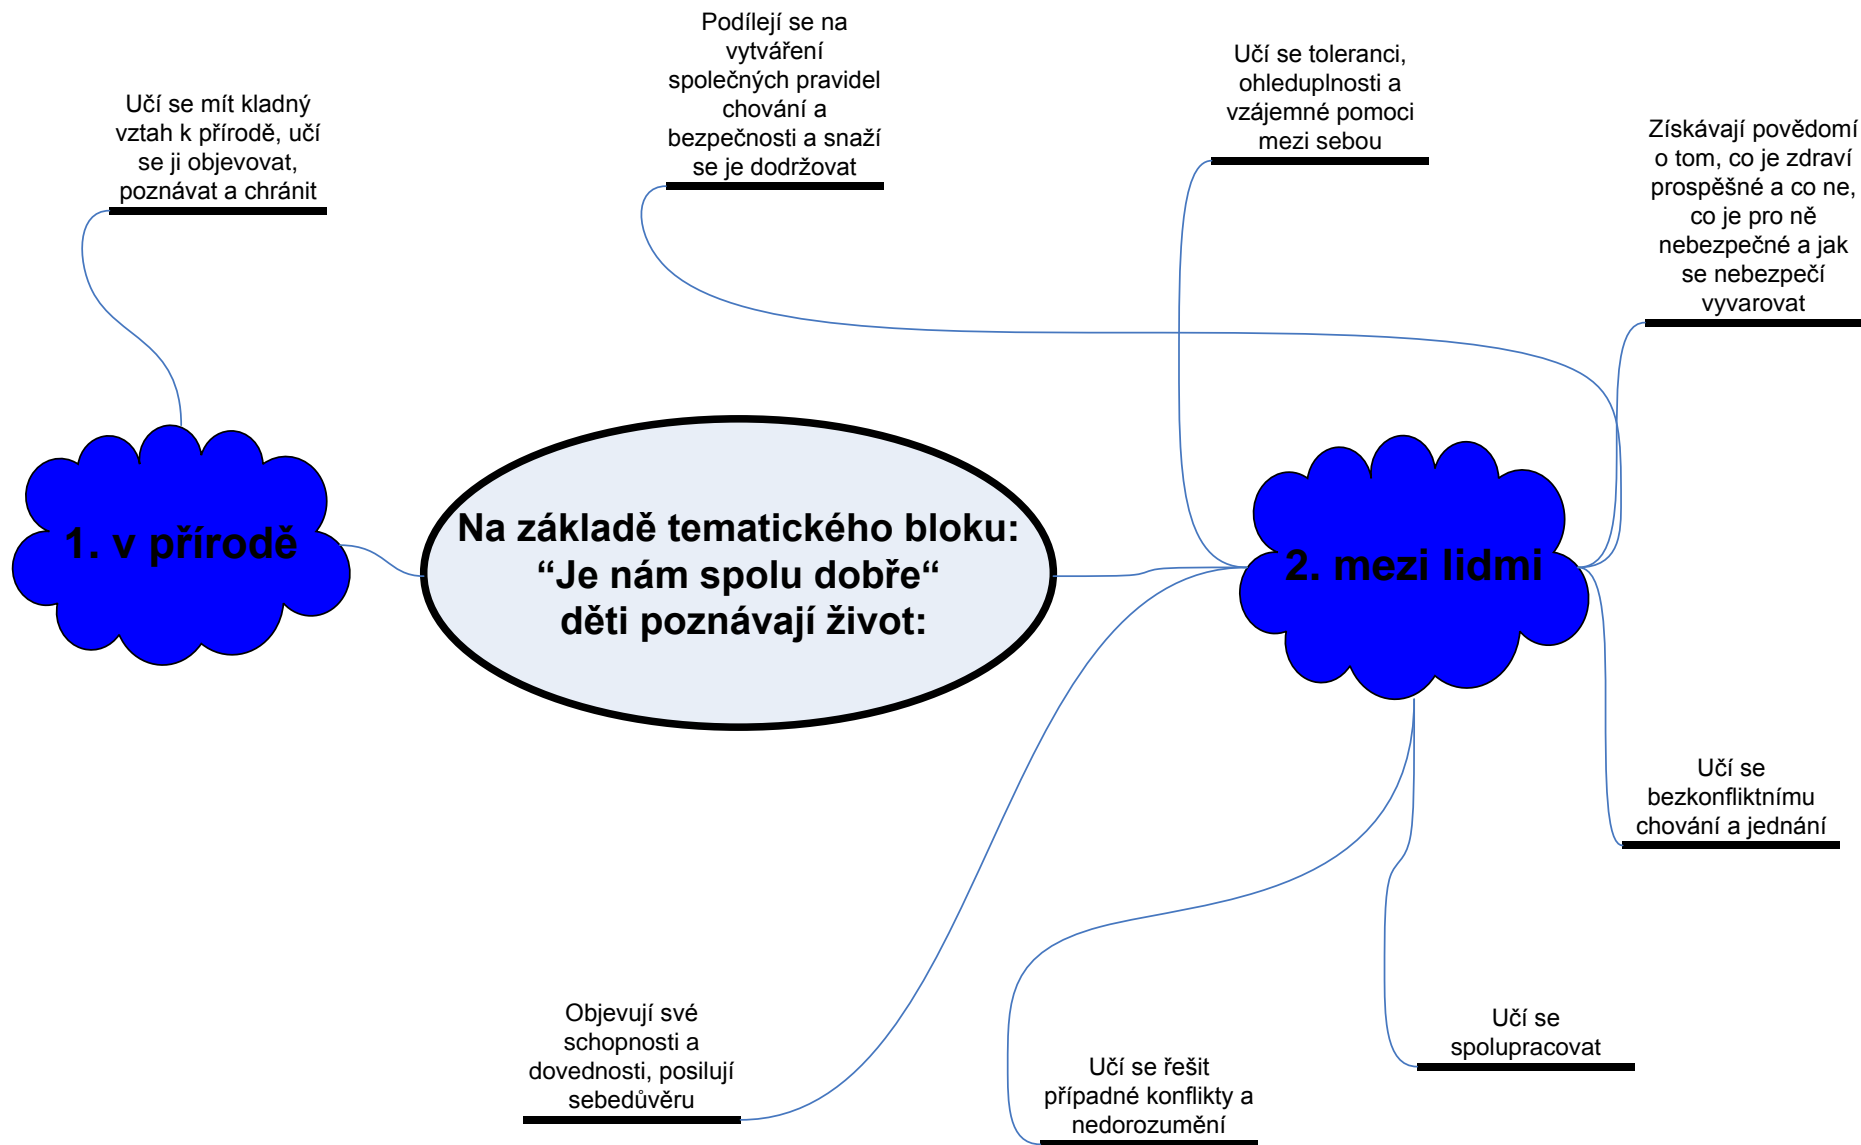 Podílejí se na
vytváření
společných pravidel
chování a
bezpečnosti a snaží
se je dodržovat
Učí se toleranci,
ohleduplnosti a
vzájemné pomoci
mezi sebou
Učí se mít kladný
vztah k přírodě, učí
se ji objevovat,
poznávat a chránit
Získávají povědomí
o tom, co je zdraví
prospěšné a co ne,
co je pro ně
nebezpečné a jak
se nebezpečí
vyvarovat
1. v přírodě
Na základě tematického bloku:
“Je nám spolu dobře“
děti poznávají život:
2. mezi lidmi
Učí se
bezkonfliktnímu
chování a jednání
Objevují své
schopnosti a
dovednosti, posilují
sebedůvěru
Učí se řešit
případné konflikty a
nedorozumění
Učí se
spolupracovat